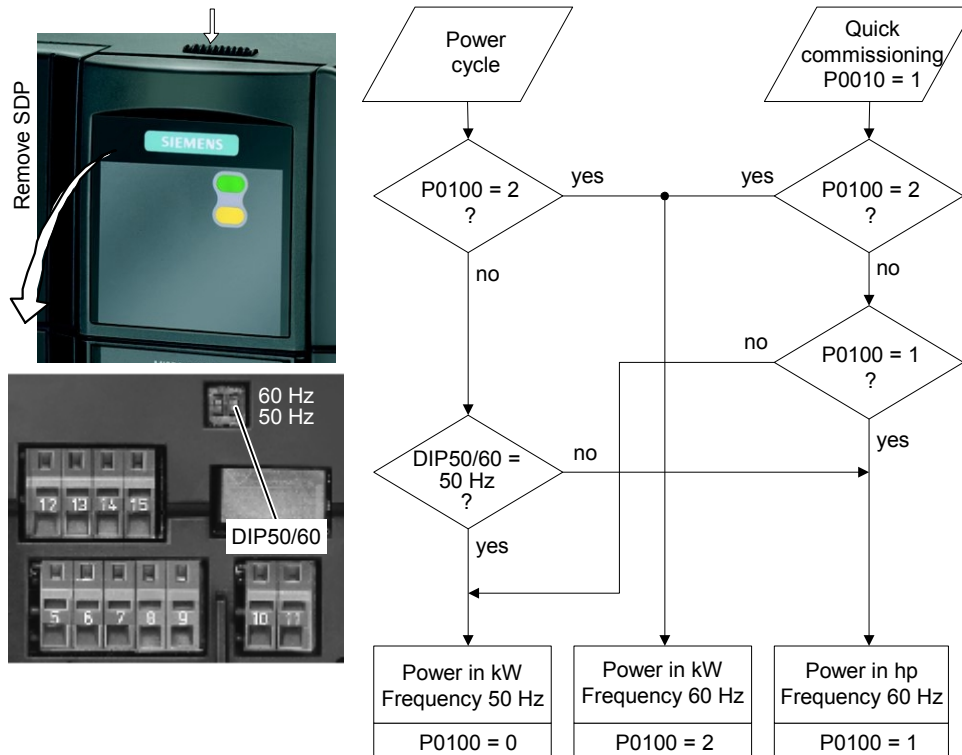 Remove SDP
SIEMENS
60 Hz
50 Hz
12 13 14 15
DIP50/60
5 6 7 8 9
10 11
Power
cycle
Quick
commissioning
P0010 = 1
P0100 = 2
?
yes
yes
P0100 = 2
?
no
no
no
P0100 = 1
?
yes
DIP50/60 =
50 Hz
?
no
yes
Power in kW
Frequency 50 Hz
P0100 = 0
Power in kW
Frequency 60 Hz
P0100 = 2
Power in hp
Frequency 60 Hz
P0100 = 1